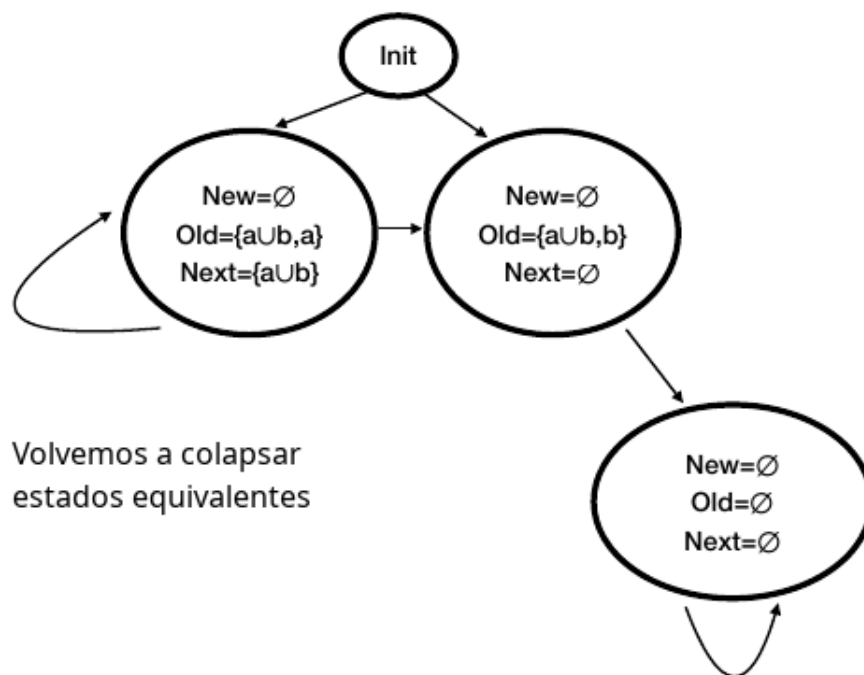 Init
New=∅
Old={a∪b,a}
Next={a∪b}
New=∅
Old={a∪b,b}
Next=∅
Volvemos a colapsar
estados equivalentes
New=∅
Old=∅
Next=∅